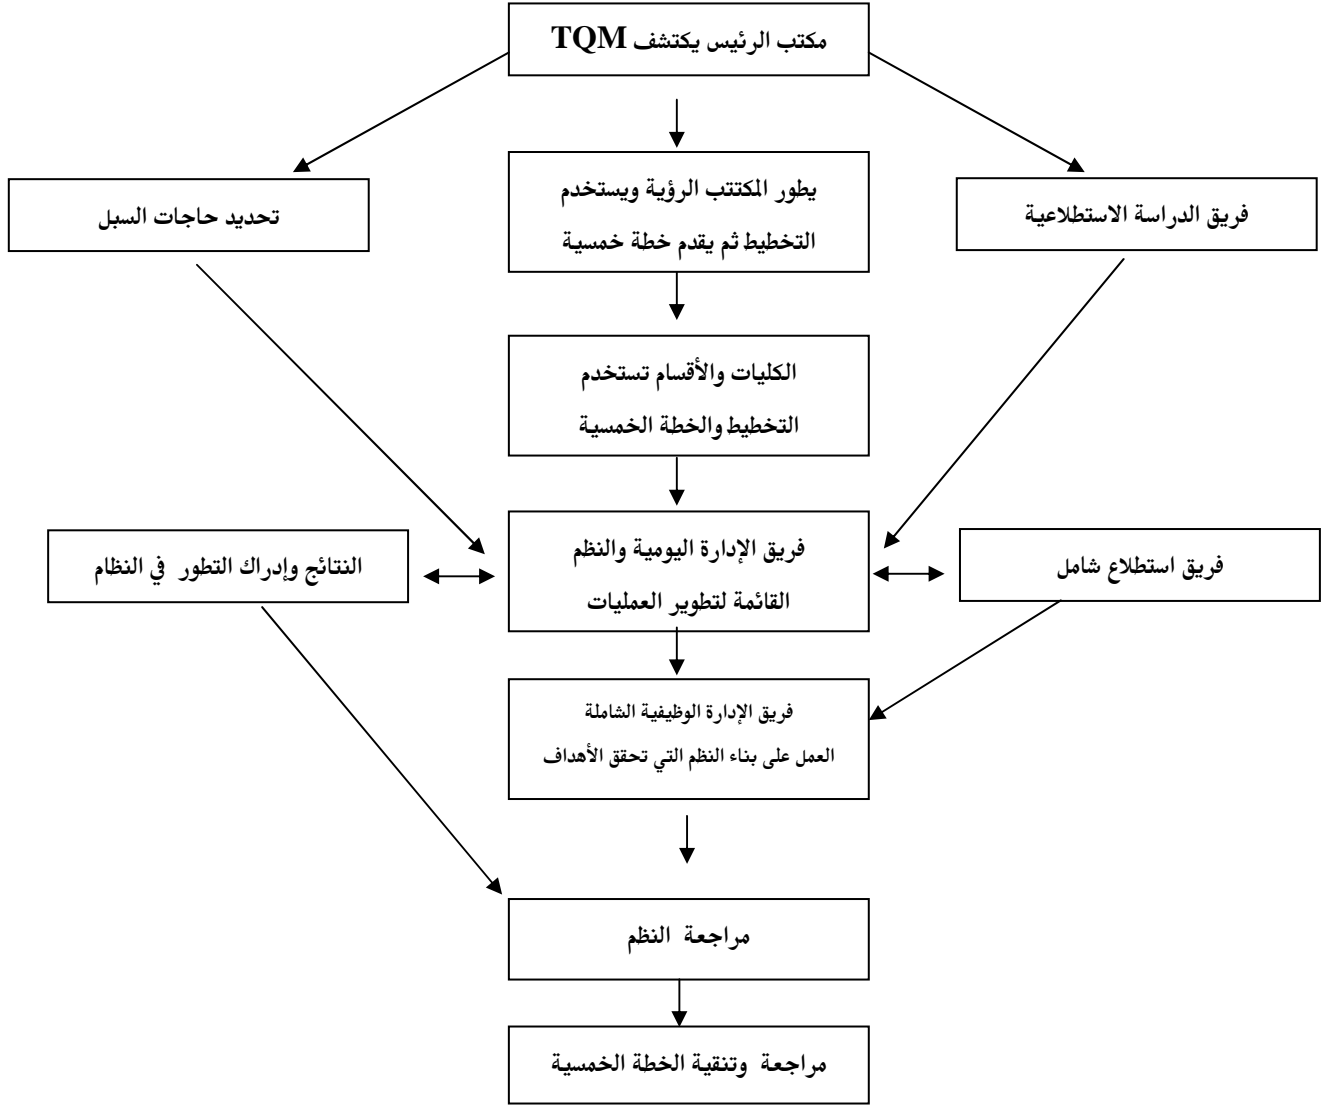 مكتب الرئيس يكتشف TQM
يطور المكتتب الرؤية ويستخدم
التخطيط ثم يقدم خطة خمسية
فريق الدراسة الاستطلاعية
تحديد حاجات السبل
الكليات والأقسام تستخدم
التخطيط والخطة الخمسية
فريق استطلاع شامل
فريق الإدارة اليومية والنظم
القائمة لتطوير العمليات
النتائج وإدراك التطور في النظام
فريق الإدارة الوظيفية الشاملة
العمل على بناء النظم التي تحقق الأهداف
مراجعة النظم
مراجعة وتنقية الخطة الخمسية